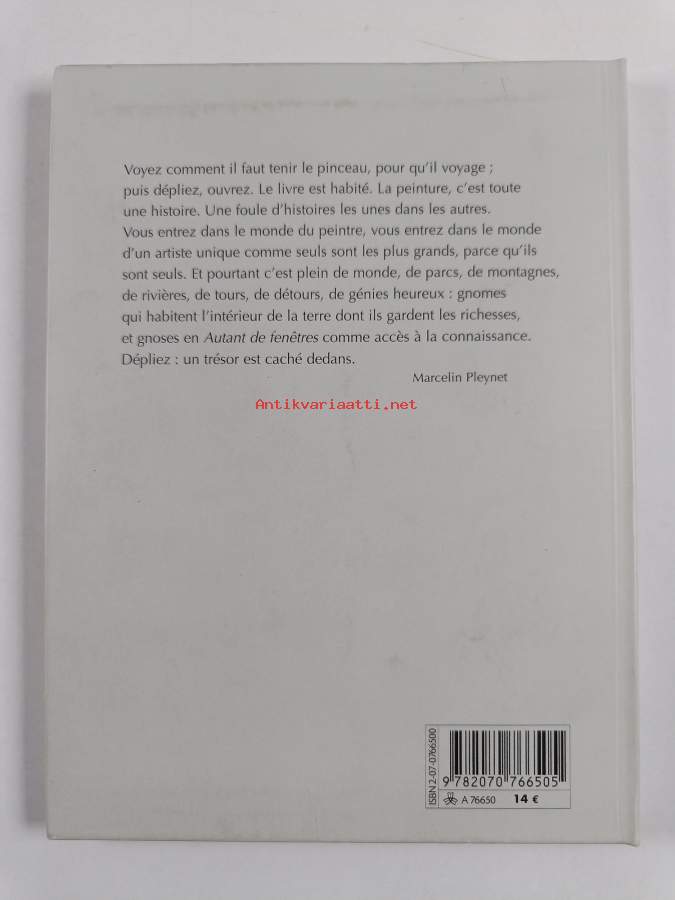 Voyez comment il faut tenir le pinceau, pour qu'il voyage ;
puis dépliez, ouvrez. Le livre est habité. La peinture, c'est toute
une histoire. Une foule d'histoires les unes dans les autres.
Vous entrez dans le monde du peintre, vous entrez dans le monde
d'un artiste unique comme seuls sont les plus grands, parce qu'ils
sont seuls. Et pourtant c'est plein de monde, de parcs, de montagnes,
de rivières, de tours, de détours, de génies heureux : gnomes
qui habitent l'intérieur de la terre dont ils gardent les richesses,
et gnoses en Autant de fenêtres comme accès à la connaissance.
Dépliez : un trésor est caché dedans.
Marcelin Pleynet
Antikvariaatti.net
ISBN 2-07-0766500
9 782070 766505
A 76650 14 €